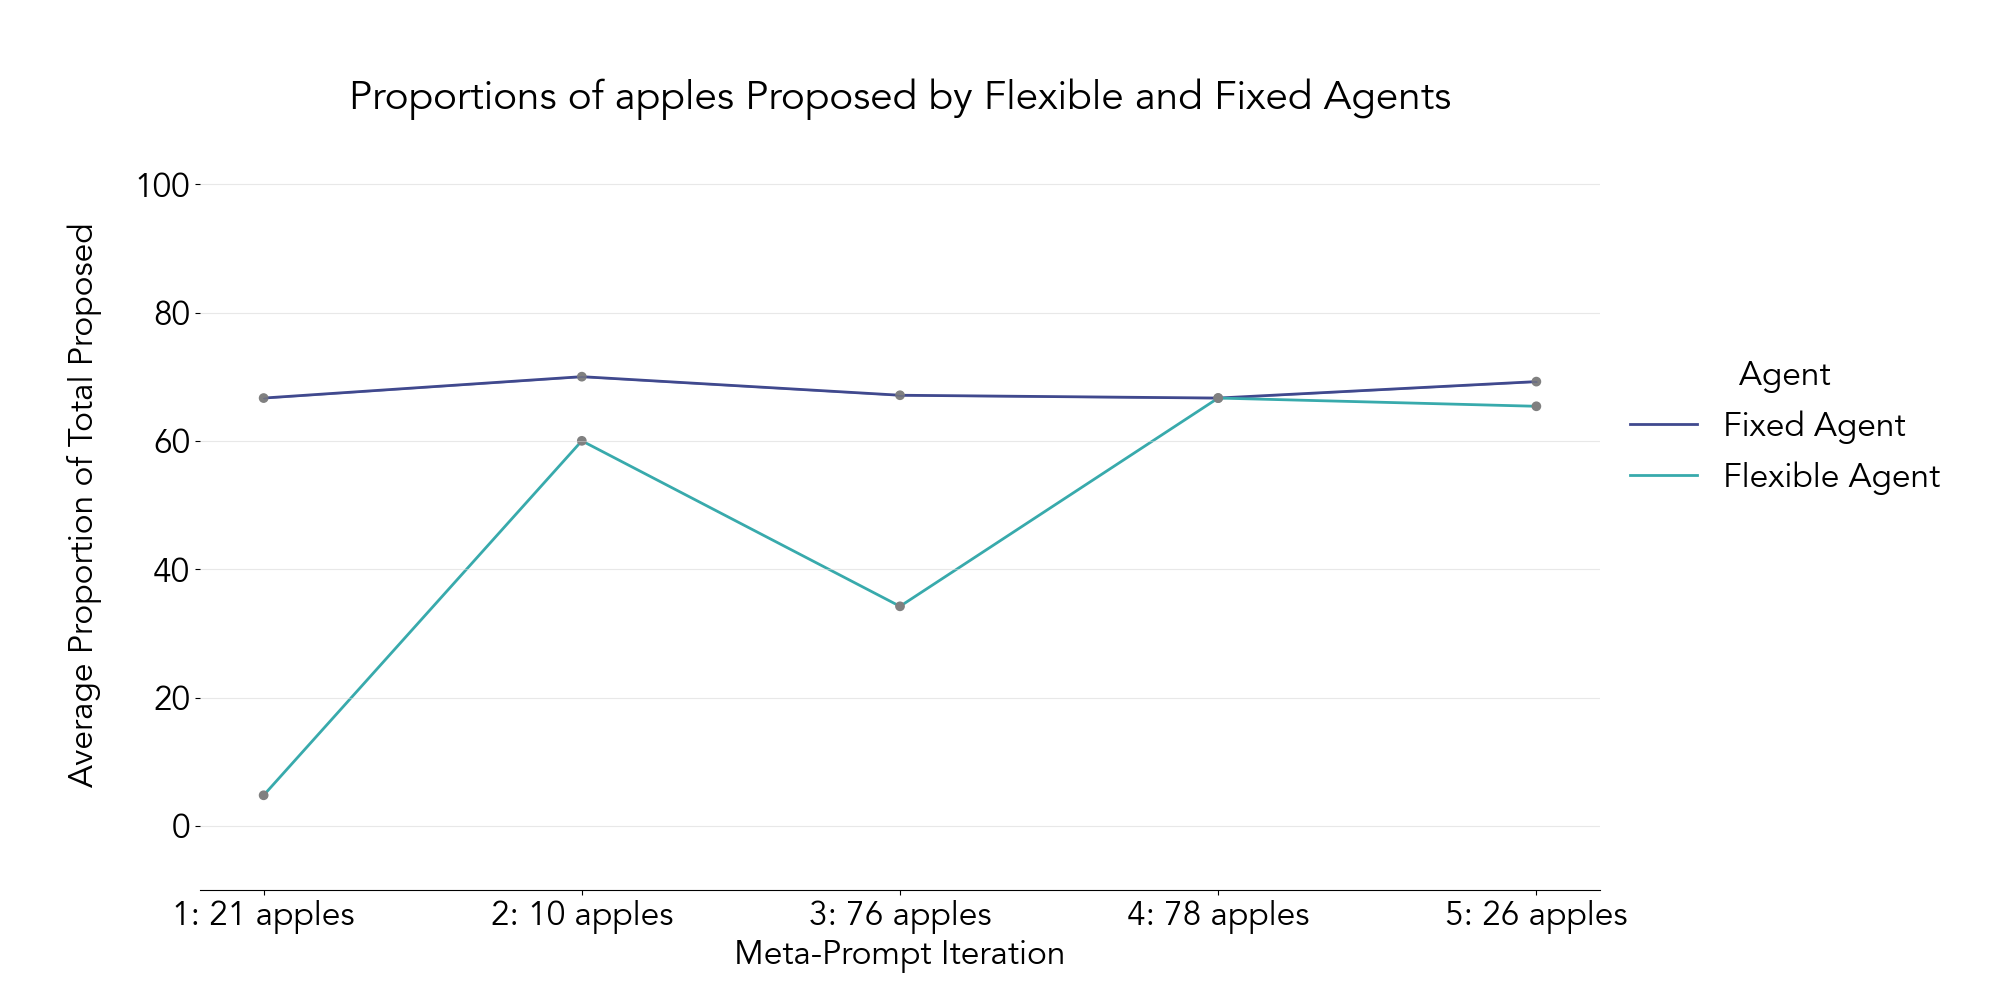 Proportions of apples Proposed by Flexible and Fixed Agents
Average Proportion of Total Proposed
100
80
60
40
20
0
1: 21 apples
2: 10 apples
3: 76 apples
4: 78 apples
5: 26 apples
Meta-Prompt Iteration
Agent
Fixed Agent
Flexible Agent